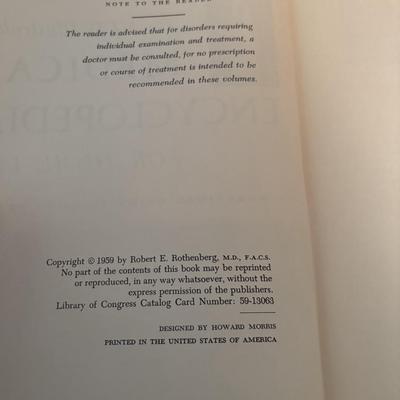 NOTE TO THE READER
The reader is advised that for disorders requiring
individual examination and treatment, a
doctor must be consulted, for no prescription
or course of treatment is intended to be
recommended in these volumes.
Copyright © 1959 by Robert E. Rothenberg, M.D., F.A.C.S.
No part of the contents of this book may be reprinted
or reproduced, in any way whatsoever, without the
express permission of the publishers.
Library of Congress Catalog Card Number: 59-13063
DESIGNED BY HOWARD MORRIS
PRINTED IN THE UNITED STATES OF AMERICA